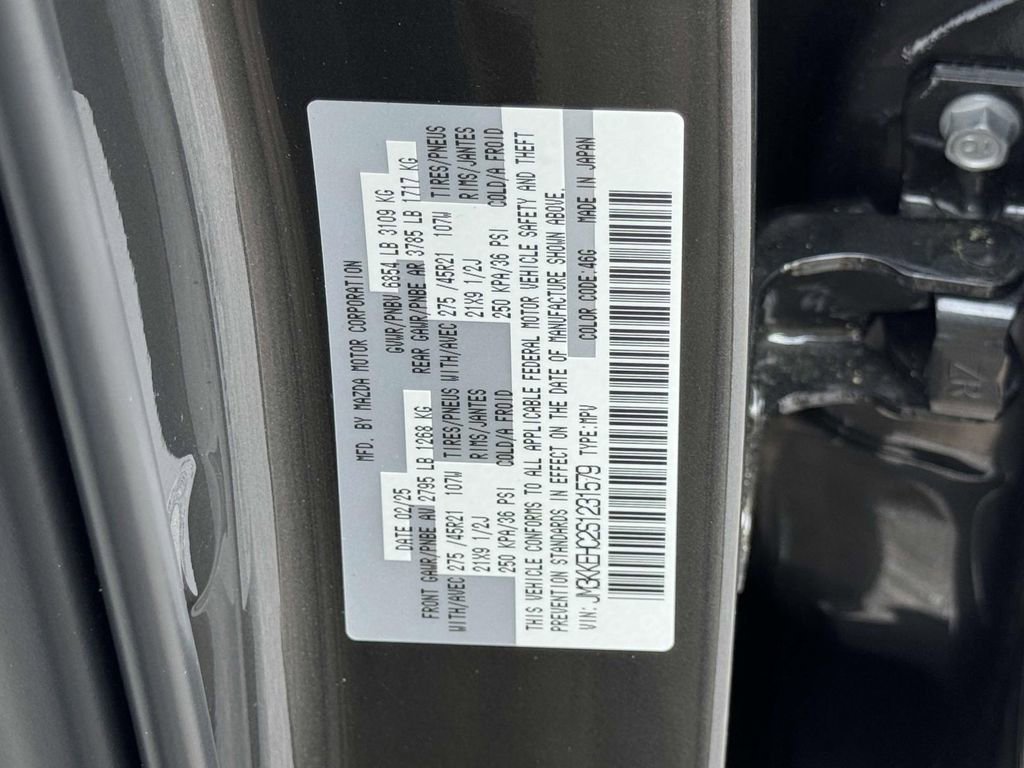 MFD. BY MAZDA MOTOR CORPORATION
DATE 02/25 GVWR/PNBV 6854 LB 3109 KG
FRONT GAWR/PNBE AV 2795 LB 1268 KG REAR GAWR/PNBE AR 3785 LB 1717 KG
WITH/AVEC 275 /45R21 107W TIRES/PNEUS WITH/AVEC 275 /45R21 107W TIRES/PNEUS
21X9 1/2J RIMS/JANTES 21X9 1/2J RIMS/JANTES
250 KPA/36 PSI COLD/A FROID 250 KPA/36 PSI COLD/A FROID
THIS VEHICLE CONFORMS TO ALL APPLICABLE FEDERAL MOTOR VEHICLE SAFETY AND THEFT
PREVENTION STANDARDS IN EFFECT ON THE DATE OF MANUFACTURE SHOWN ABOVE.
VIN: JM3KKEHC2S1231579 TYPE:MPV COLOR CODE:46G MADE IN JAPAN
ZR